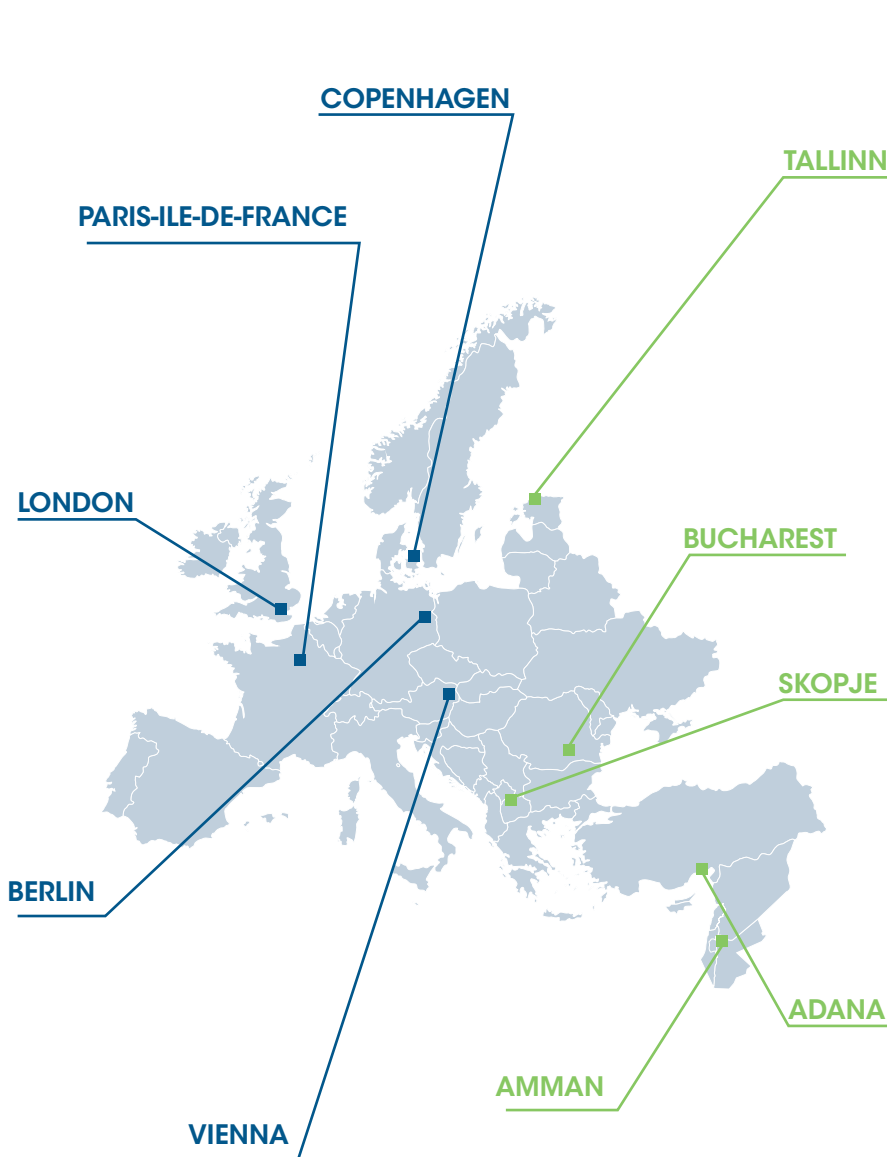 COPENHAGEN
TALLINN
PARIS-ILE-DE-FRANCE
LONDON
BUCHAREST
SKOPJE
BERLIN
ADANA
AMMAN
VIENNA